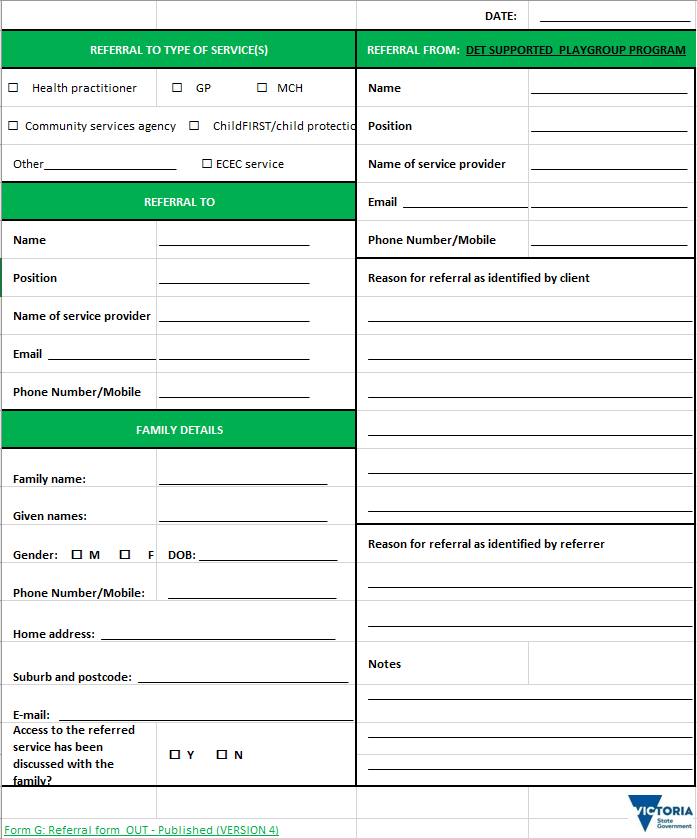 DATE:
REFERRAL TO TYPE OF SERVICE(S)
☐ Health practitioner ☐ GP ☐ MCH
☐ Community services agency ☐ ChildFIRST/child protectio
Other ☐ ECEC service
REFERRAL TO
Name
Position
Name of service provider
Email
Phone Number/Mobile
FAMILY DETAILS
Family name:
Given names:
Gender: ☐ M ☐ F DOB:
Phone Number/Mobile:
Home address:
Suburb and postcode:
E-mail:
Access to the referred
service has been
discussed with the
family?
☐ Y ☐ N
REFERRAL FROM: DET SUPPORTED PLAYGROUP PROGRAM
Name
Position
Name of service provider
Email
Phone Number/Mobile
Reason for referral as identified by client
Reason for referral as identified by referrer
Notes
Form G: Referral form OUT - Published (VERSION 4)
VICTORIA
State
Government